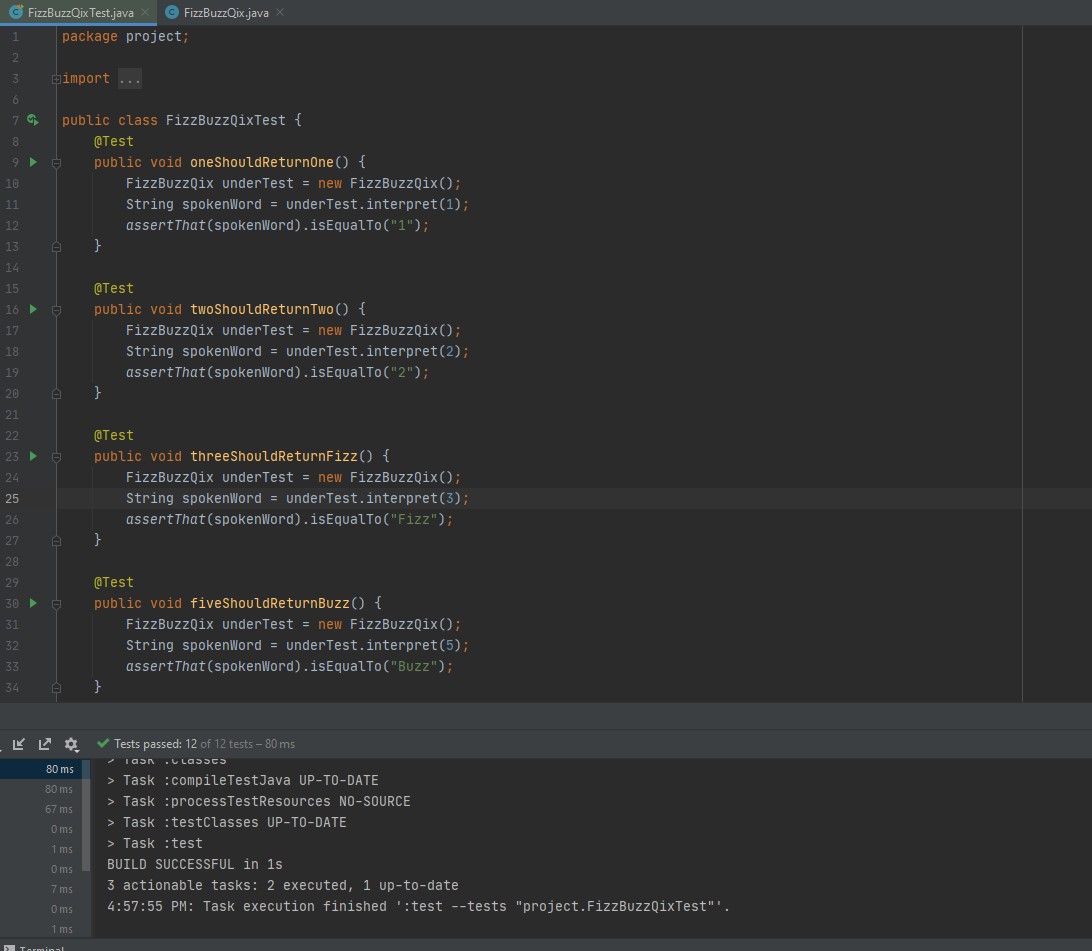 FizzBuzzQixTest.java FizzBuzzQix.java
1 package project;
2
3 import ...
6
7 public class FizzBuzzQixTest {
8 @Test
9 public void oneShouldReturnOne() {
10 FizzBuzzQix underTest = new FizzBuzzQix();
11 String spokenWord = underTest.interpret(1);
12 assertThat(spokenWord).isEqualTo("1");
13 }
14
15 @Test
16 public void twoShouldReturnTwo() {
17 FizzBuzzQix underTest = new FizzBuzzQix();
18 String spokenWord = underTest.interpret(2);
19 assertThat(spokenWord).isEqualTo("2");
20 }
21
22 @Test
23 public void threeShouldReturnFizz() {
24 FizzBuzzQix underTest = new FizzBuzzQix();
25 String spokenWord = underTest.interpret(3);
26 assertThat(spokenWord).isEqualTo("Fizz");
27 }
28
29 @Test
30 public void fiveShouldReturnBuzz() {
31 FizzBuzzQix underTest = new FizzBuzzQix();
32 String spokenWord = underTest.interpret(5);
33 assertThat(spokenWord).isEqualTo("Buzz");
34 }
Tests passed: 12 of 12 tests – 80 ms
80 ms
80 ms
67 ms
0 ms
1 ms
0 ms
7 ms
0 ms
1 ms
> Task :classes
> Task :compileTestJava UP-TO-DATE
> Task :processTestResources NO-SOURCE
> Task :testClasses UP-TO-DATE
> Task :test
BUILD SUCCESSFUL in 1s
3 actionable tasks: 2 executed, 1 up-to-date
4:57:55 PM: Task execution finished ':test --tests "project.FizzBuzzQixTest"'.
Terminal